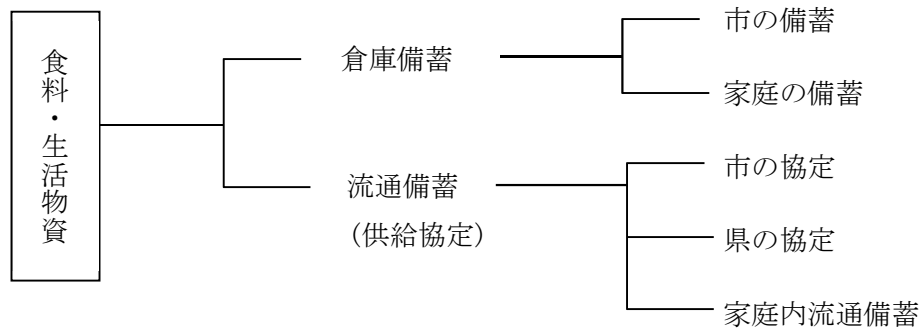 食料・生活物資
倉庫備蓄
市の備蓄
家庭の備蓄
流通備蓄
（供給協定）
市の協定
県の協定
家庭内流通備蓄